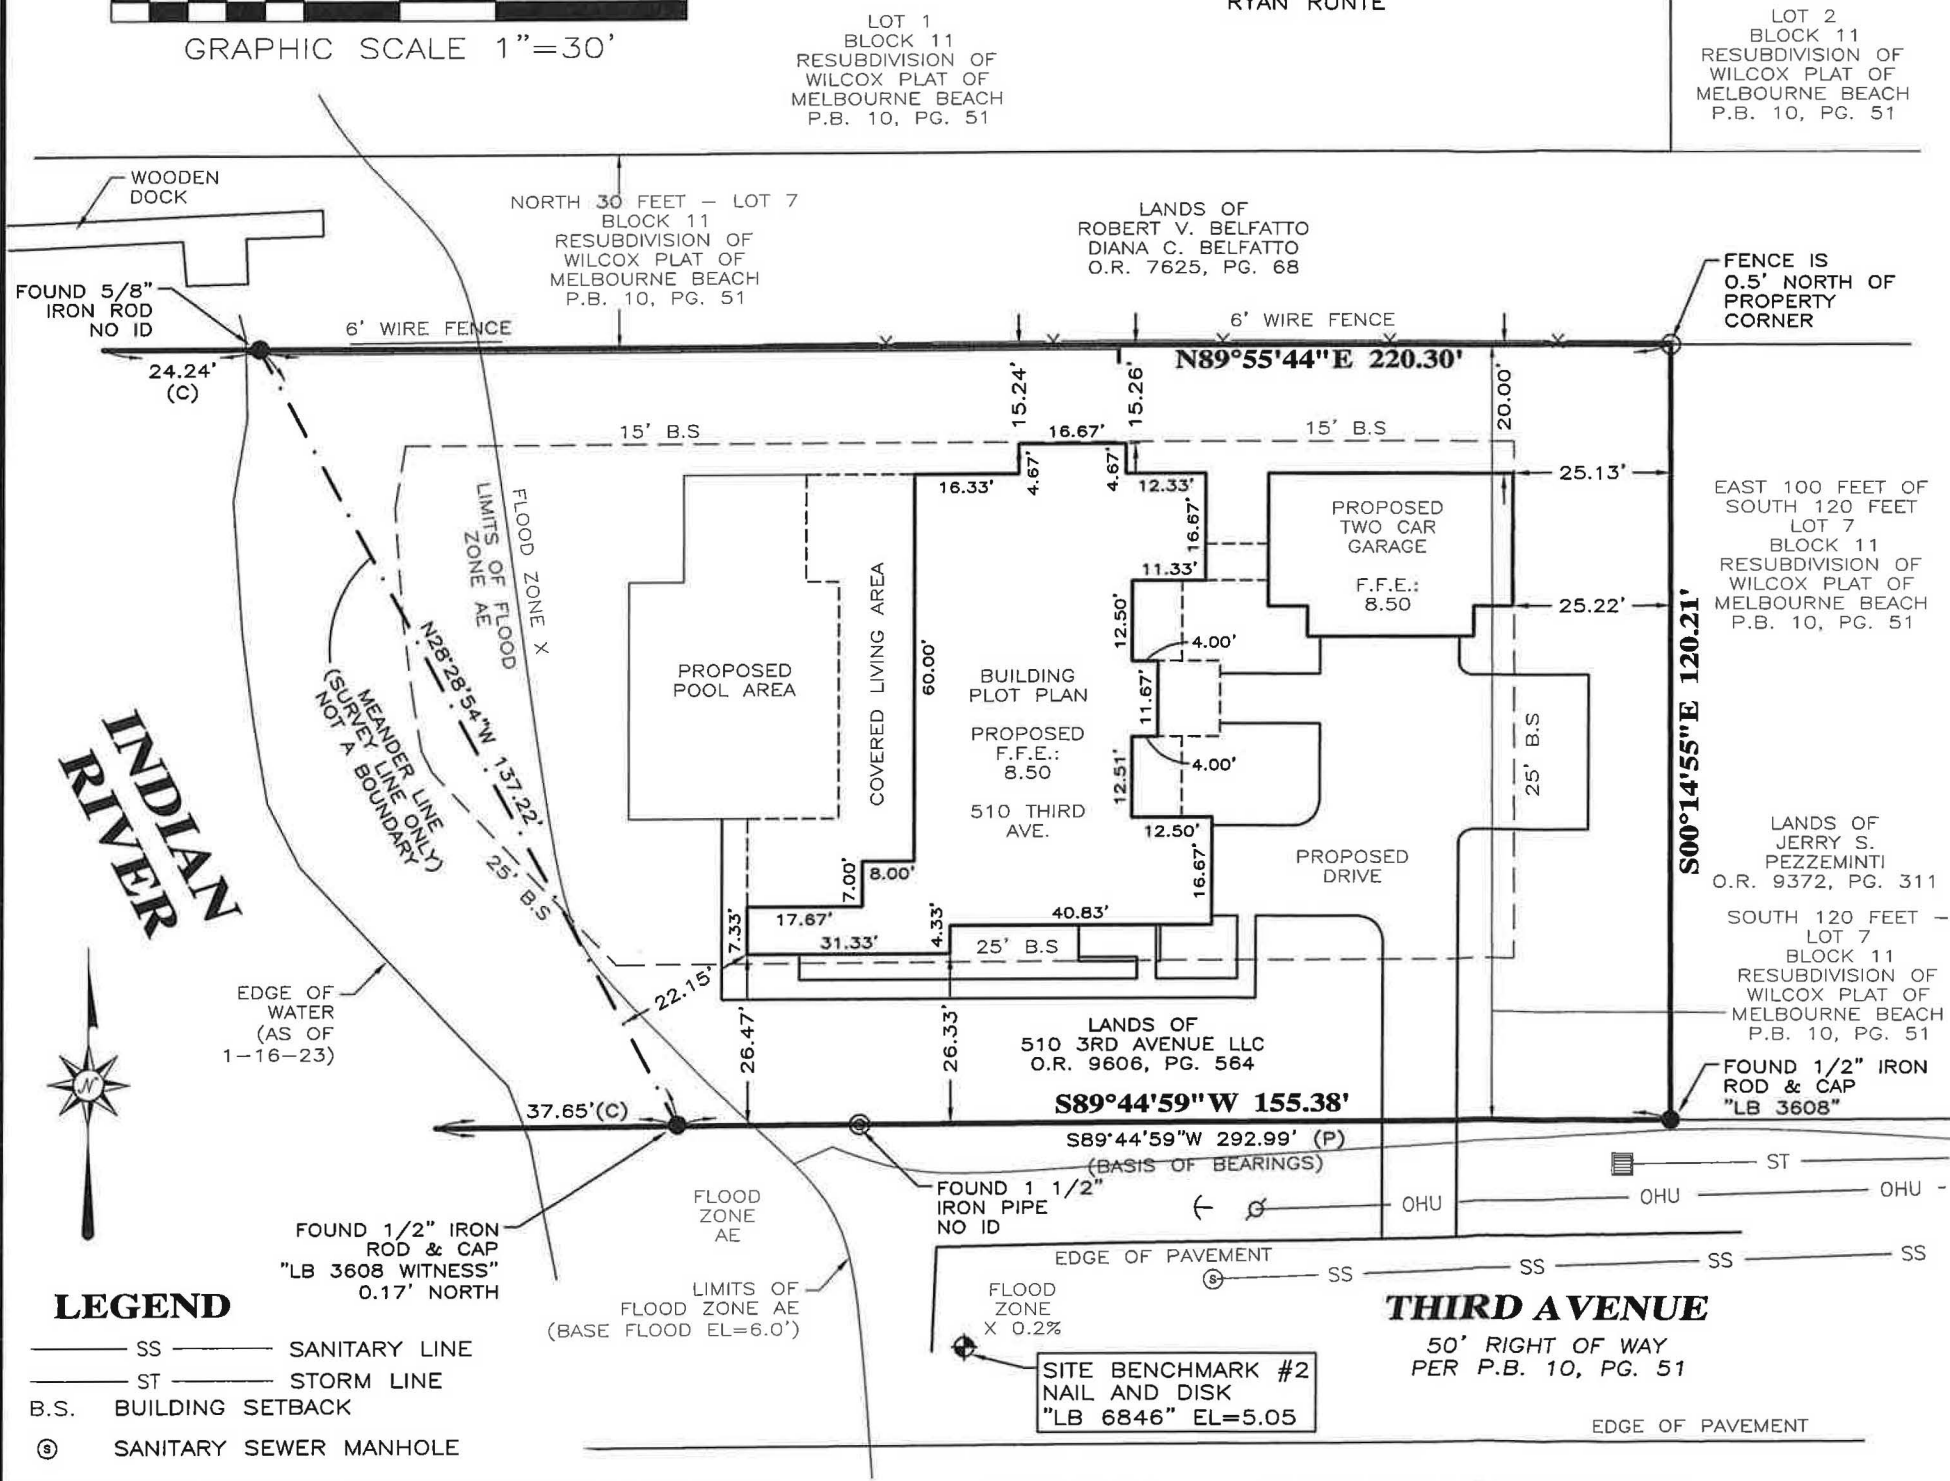 RYAN RUNTE
GRAPHIC SCALE 1"=30'
LOT 1
BLOCK 11
RESUBDIVISION OF
WILCOX PLAT OF
MELBOURNE BEACH
P.B. 10, PG. 51
LOT 2
BLOCK 11
RESUBDIVISION OF
WILCOX PLAT OF
MELBOURNE BEACH
P.B. 10, PG. 51
WOODEN
DOCK
NORTH 30 FEET – LOT 7
BLOCK 11
RESUBDIVISION OF
WILCOX PLAT OF
MELBOURNE BEACH
P.B. 10, PG. 51
LANDS OF
ROBERT V. BELFATTO
DIANA C. BELFATTO
O.R. 7625, PG. 68
FENCE IS
0.5' NORTH OF
PROPERTY
CORNER
FOUND 5/8"
IRON ROD
NO ID
6' WIRE FENCE
6' WIRE FENCE
24.24'
(C)
N89°55'44"E 220.30'
15.24'
15.26'
20.00'
15' B.S
16.67'
15' B.S
16.33'
4.67'
4.67'
12.33'
25.13'
LIMITS OF FLOOD
ZONE AE
FLOOD ZONE X
16.67'
PROPOSED
TWO CAR
GARAGE
F.F.E.:
8.50
EAST 100 FEET OF
SOUTH 120 FEET
LOT 7
BLOCK 11
RESUBDIVISION OF
WILCOX PLAT OF
MELBOURNE BEACH
P.B. 10, PG. 51
11.33'
25.22'
12.50'
4.00'
N28°28'54"W 137.22'
MEANDER LINE
(SURVEY LINE ONLY)
NOT A BOUNDARY
PROPOSED
POOL AREA
COVERED LIVING AREA
60.00'
BUILDING
PLOT PLAN
PROPOSED
F.F.E.:
8.50
510 THIRD
AVE.
11.67'
4.00'
12.51'
12.50'
16.67'
25' B.S
S00°14'55"E 120.21'
INDIAN
RIVER
25' B.S
7.00'
8.00'
PROPOSED
DRIVE
LANDS OF
JERRY S.
PEZZEMINTI
O.R. 9372, PG. 311
7.33'
17.67'
31.33'
4.33'
40.83'
25' B.S
SOUTH 120 FEET –
LOT 7
BLOCK 11
RESUBDIVISION OF
WILCOX PLAT OF
MELBOURNE BEACH
P.B. 10, PG. 51
22.15'
EDGE OF
WATER
(AS OF
1-16-23)
26.47'
26.33'
LANDS OF
510 3RD AVENUE LLC
O.R. 9606, PG. 564
N
FOUND 1/2" IRON
ROD & CAP
"LB 3608"
37.65'(C)
S89°44'59"W 155.38'
S89°44'59"W 292.99' (P)
(BASIS OF BEARINGS)
ST
FOUND 1 1/2"
IRON PIPE
NO ID
FLOOD
ZONE
AE
OHU
OHU
OHU
FOUND 1/2" IRON
ROD & CAP
"LB 3608 WITNESS"
0.17' NORTH
EDGE OF PAVEMENT
S
SS
SS
SS
SS
LIMITS OF
FLOOD ZONE AE
(BASE FLOOD EL=6.0')
FLOOD
ZONE
X 0.2%
THIRD AVENUE
50' RIGHT OF WAY
PER P.B. 10, PG. 51
SITE BENCHMARK #2
NAIL AND DISK
"LB 6846" EL=5.05
EDGE OF PAVEMENT
LEGEND
SS SANITARY LINE
ST STORM LINE
B.S. BUILDING SETBACK
S SANITARY SEWER MANHOLE